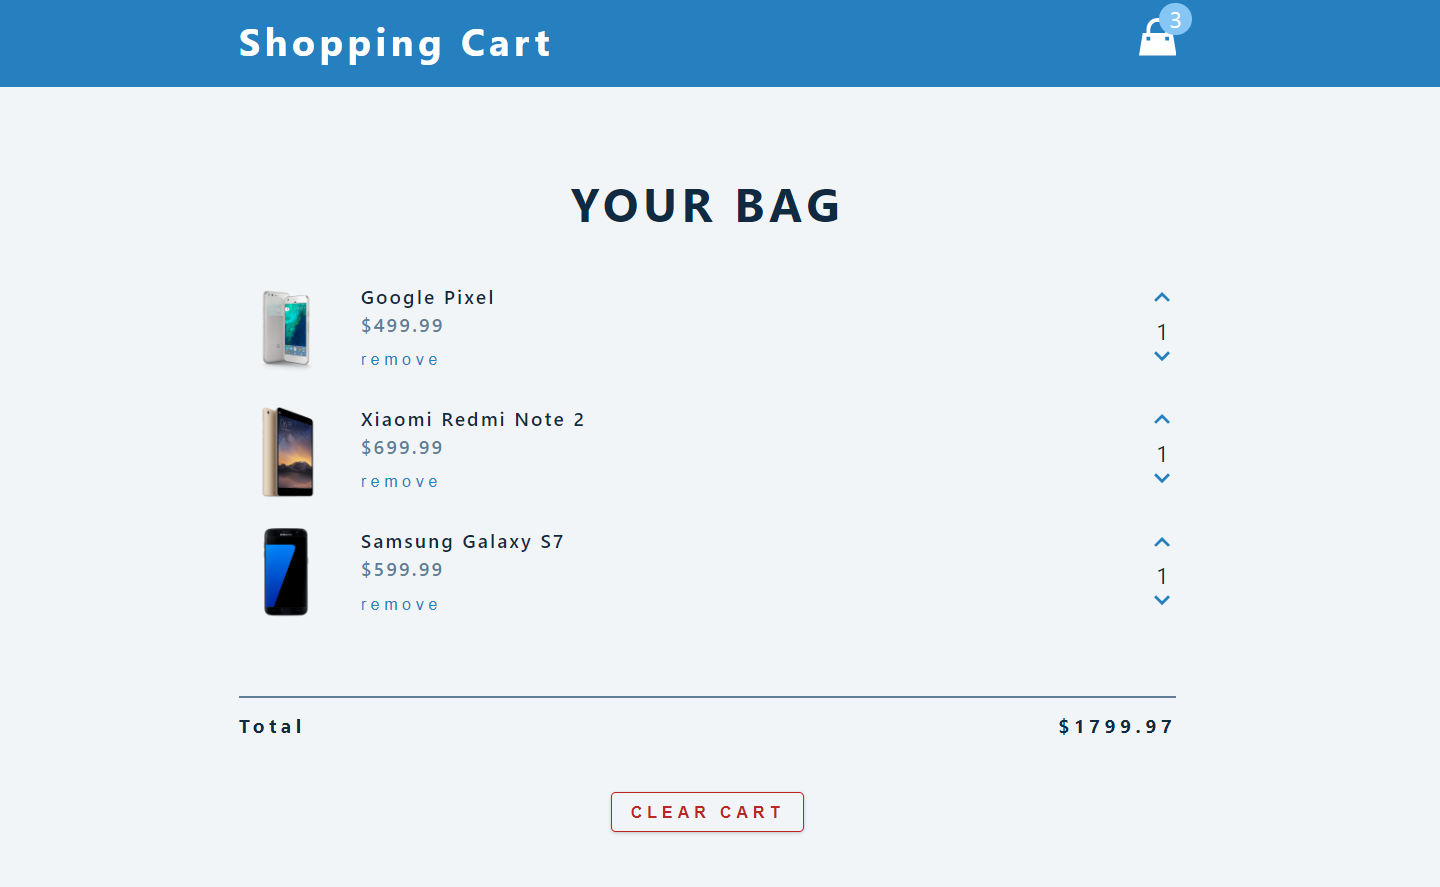 Shopping Cart
3
YOUR BAG
Google Pixel
$499.99
remove
1
Xiaomi Redmi Note 2
$699.99
remove
1
Samsung Galaxy S7
$599.99
remove
1
Total
$1799.97
CLEAR CART